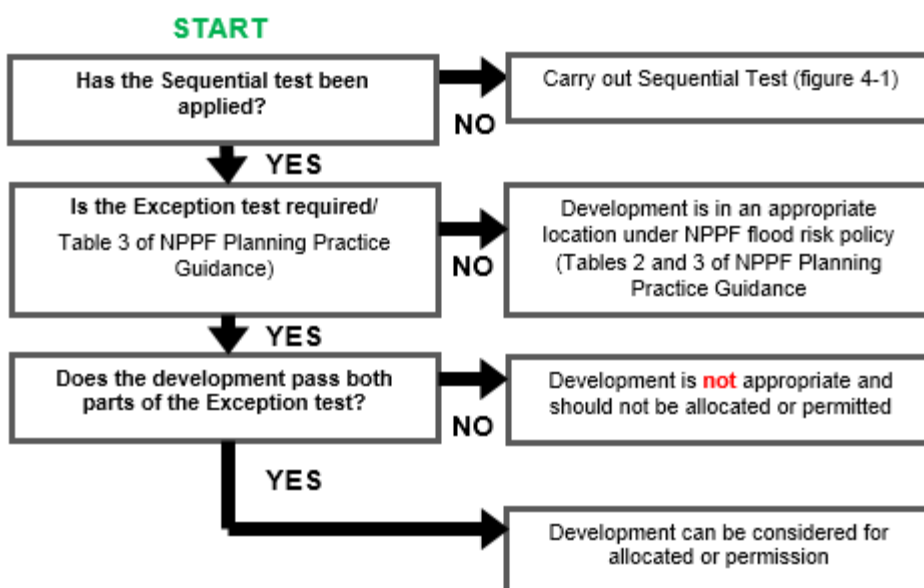 START
Has the Sequential test been
applied?
NO
Carry out Sequential Test (figure 4-1)
YES
Is the Exception test required/
Table 3 of NPPF Planning Practice
Guidance)
NO
Development is in an appropriate
location under NPPF flood risk policy
(Tables 2 and 3 of NPPF Planning
Practice Guidance
YES
Does the development pass both
parts of the Exception test?
NO
Development is not appropriate and
should not be allocated or permitted
YES
Development can be considered for
allocated or permission